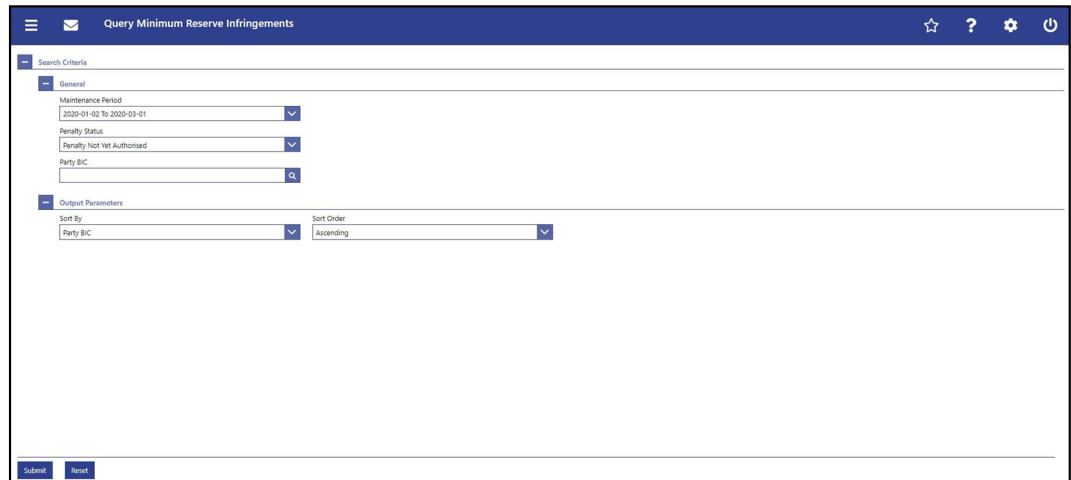 Query Minimum Reserve Infringements
Search Criteria
General
Maintenance Period
2020-01-02 To 2020-03-01
Penalty Status
Penalty Not Yet Authorised
Party BIC
Output Parameters
Sort By Sort Order
Party BIC Ascending
Submit Reset